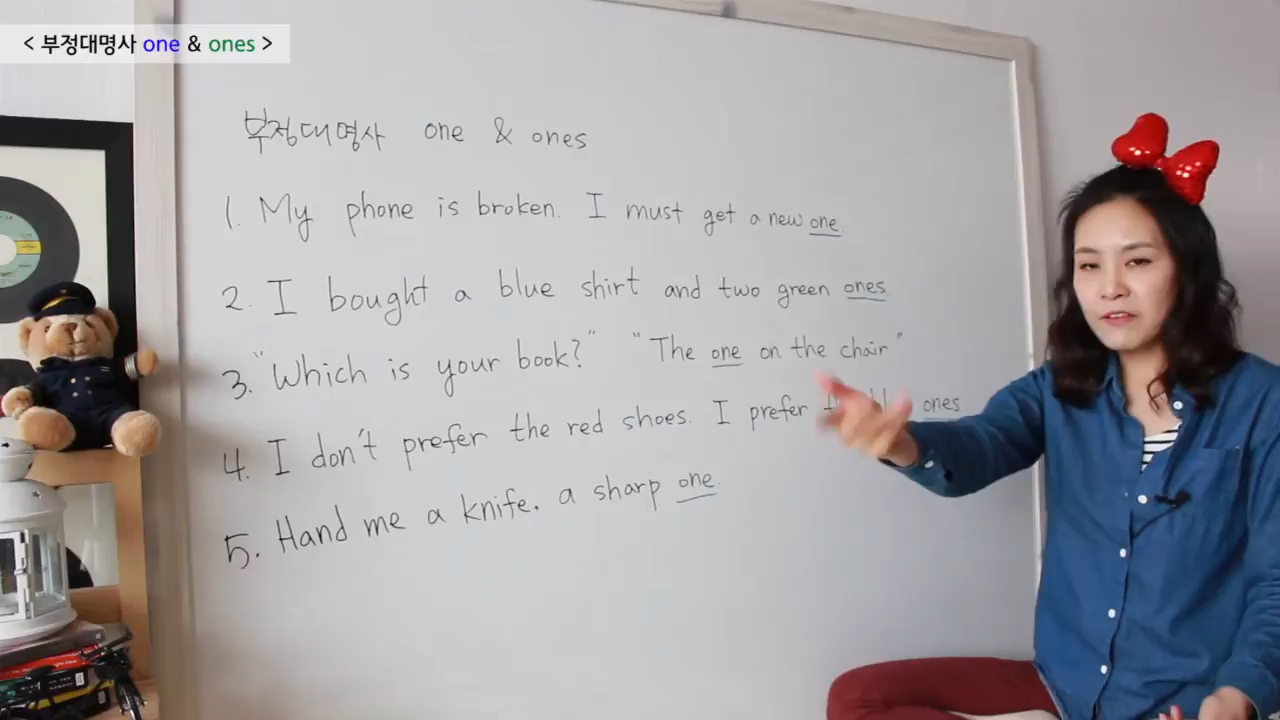 < 부정대명사 one & ones >
부정대명사 one & ones
1. My phone is broken. I must get a new one.
2. I bought a blue shirt and two green ones
3. "Which is your book?" "The one on the chair"
4. I don't prefer the red shoes. I prefer ones
5. Hand me a knife. a sharp one.